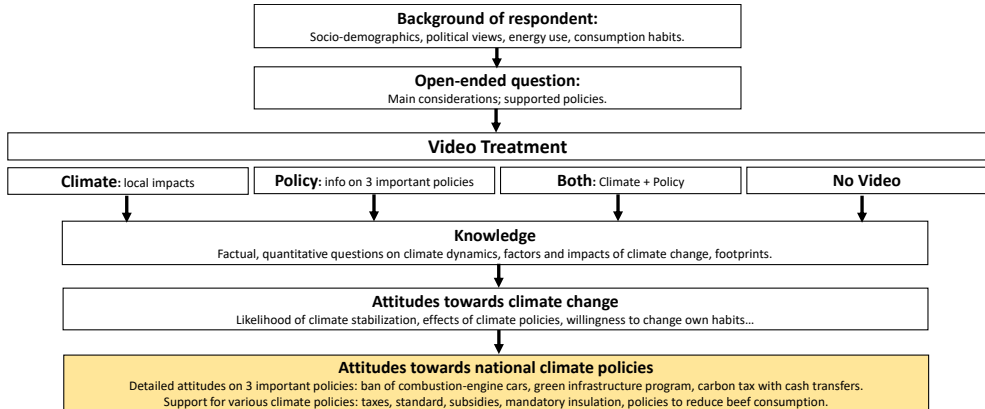 Background of respondent:
Socio-demographics, political views, energy use, consumption habits.
Open-ended question:
Main considerations; supported policies.
Video Treatment
Climate: local impacts
Policy: info on 3 important policies
Both: Climate + Policy
No Video
Knowledge
Factual, quantitative questions on climate dynamics, factors and impacts of climate change, footprints.
Attitudes towards climate change
Likelihood of climate stabilization, effects of climate policies, willingness to change own habits...
Attitudes towards national climate policies
Detailed attitudes on 3 important policies: ban of combustion-engine cars, green infrastructure program, carbon tax with cash transfers.
Support for various climate policies: taxes, standard, subsidies, mandatory insulation, policies to reduce beef consumption.